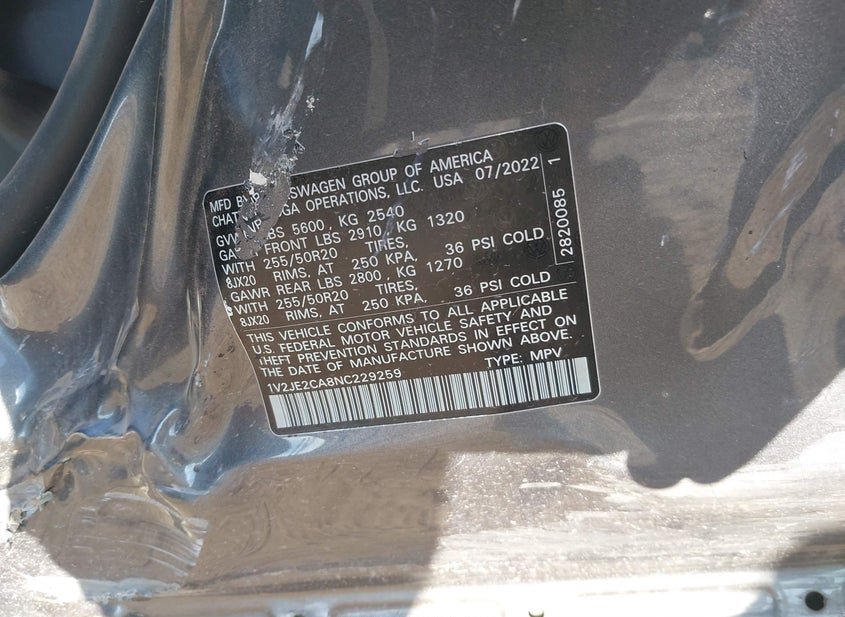 MFD BY VOLKSWAGEN GROUP OF AMERICA
CHATTANOOGA OPERATIONS, LLC. USA 07/2022
GVWR LBS 5600, KG 2540
GAWR FRONT LBS 2910, KG 1320
WITH 255/50R20 TIRES,
8JX20 RIMS, AT 250 KPA, 36 PSI COLD
GAWR REAR LBS 2800, KG 1270
WITH 255/50R20 TIRES,
8JX20 RIMS, AT 250 KPA, 36 PSI COLD
THIS VEHICLE CONFORMS TO ALL APPLICABLE
U.S. FEDERAL MOTOR VEHICLE SAFETY AND
THEFT PREVENTION STANDARDS IN EFFECT ON
THE DATE OF MANUFACTURE SHOWN ABOVE.
1V2JE2CA8NC229259 TYPE: MPV
2820085 1